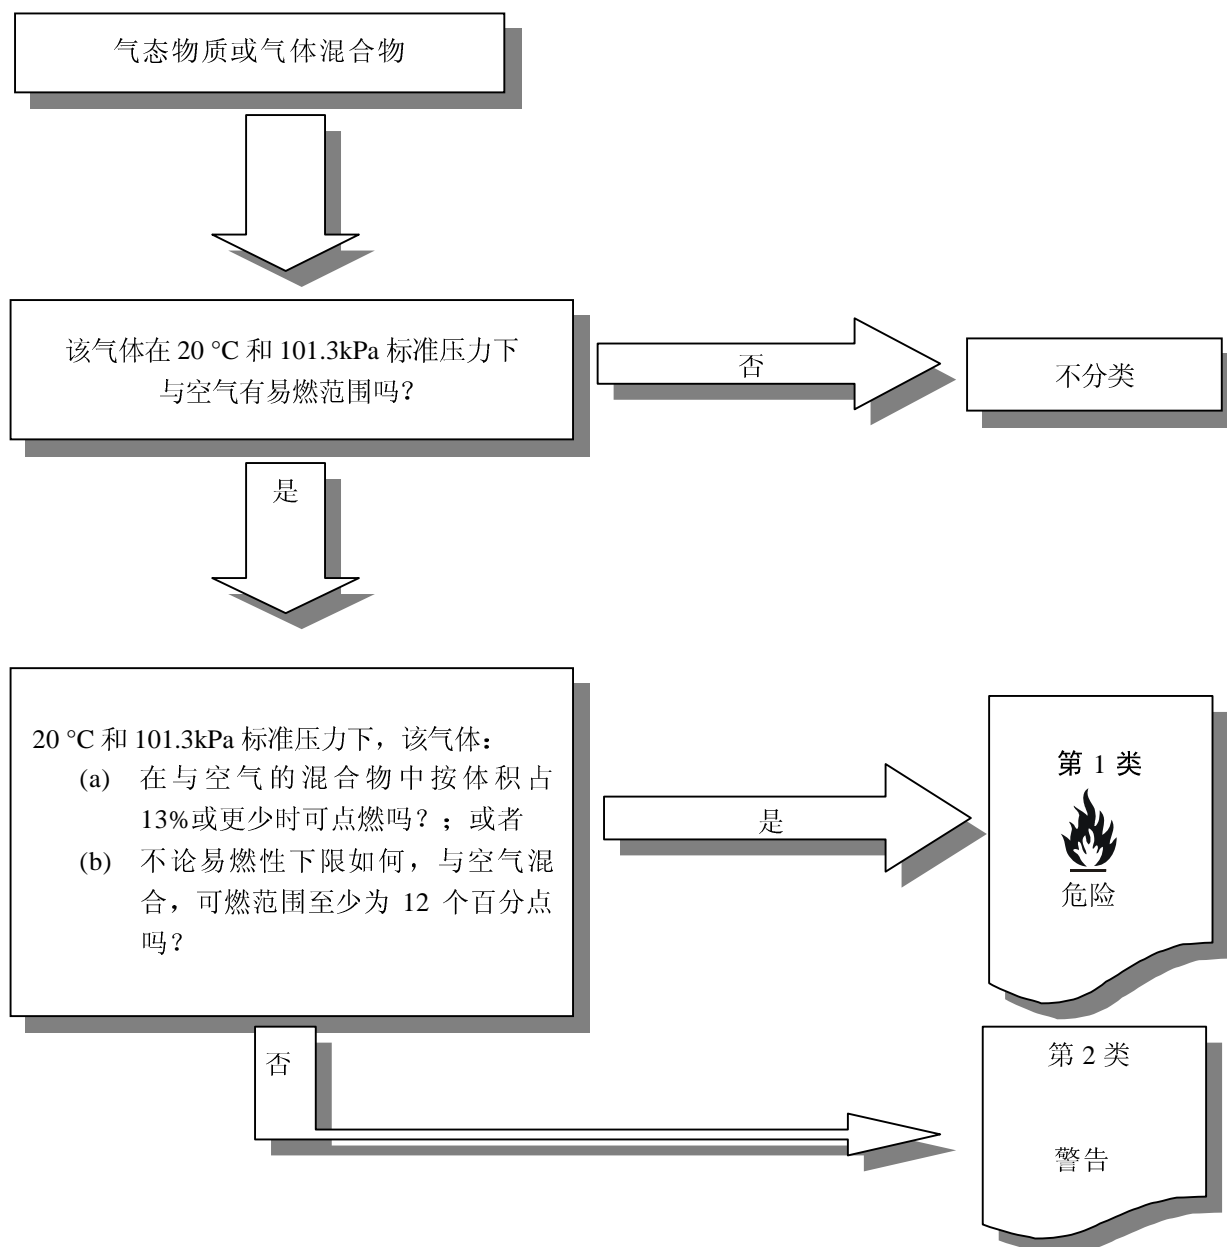 气态物质或气体混合物
该气体在 20 °C 和 101.3kPa 标准压力下
与空气有易燃范围吗？
否
不分类
是
20 °C 和 101.3kPa 标准压力下，该气体：
(a) 在与空气的混合物中按体积占
13%或更少时可点燃吗？；或者
(b) 不论易燃性下限如何，与空气混
合，可燃范围至少为 12 个百分点
吗？
是
第 1 类
危险
否
第 2 类
警告